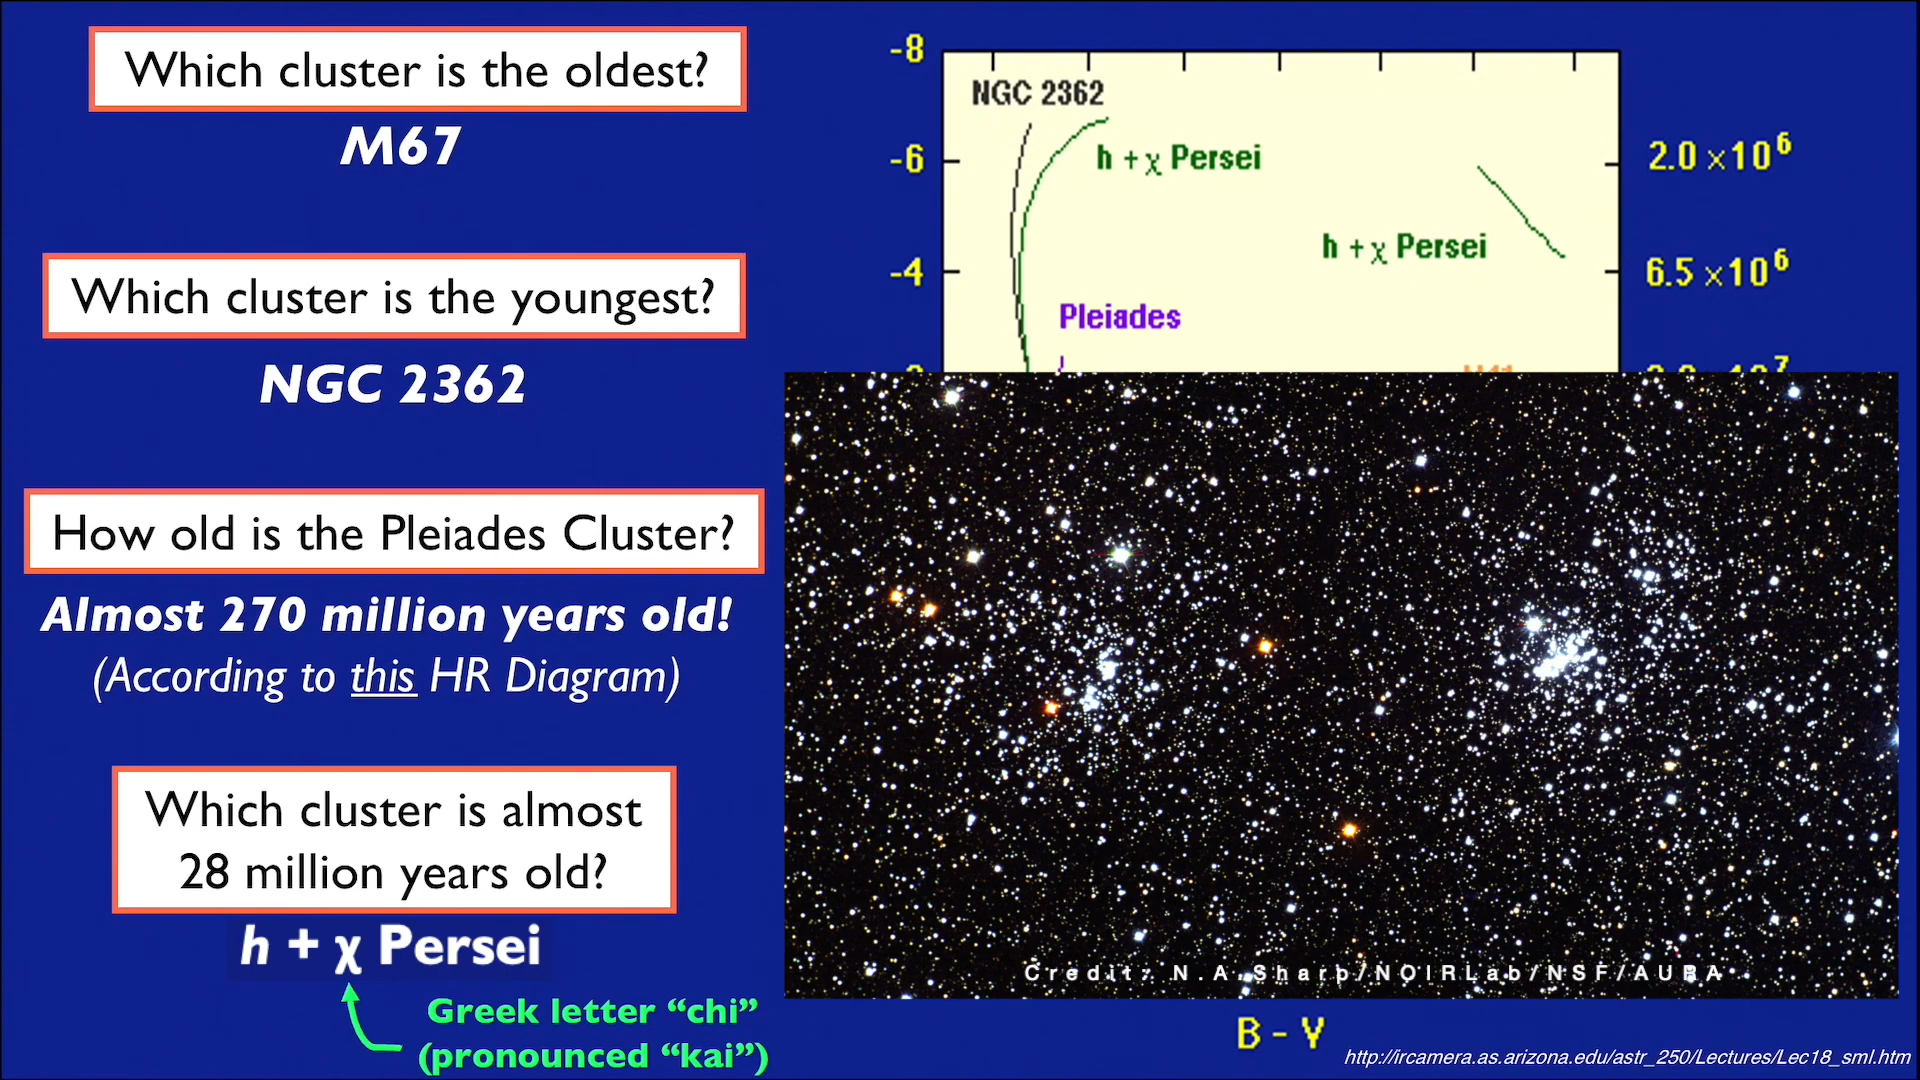 Which cluster is the oldest?
M67
Which cluster is the youngest?
NGC 2362
How old is the Pleiades Cluster?
Almost 270 million years old!
(According to this HR Diagram)
Which cluster is almost
28 million years old?
h + χ Persei
Greek letter “chi”
(pronounced “kai”)
-8
NGC 2362
-6
h + χ Persei
2.0 ×10⁶
h + χ Persei
-4
6.5 ×10⁶
Pleiades
Credit: N.A.Sharp/NOIRLab/NSF/AURA
B - V
http://ircamera.as.arizona.edu/astr_250/Lectures/Lec18_sml.htm